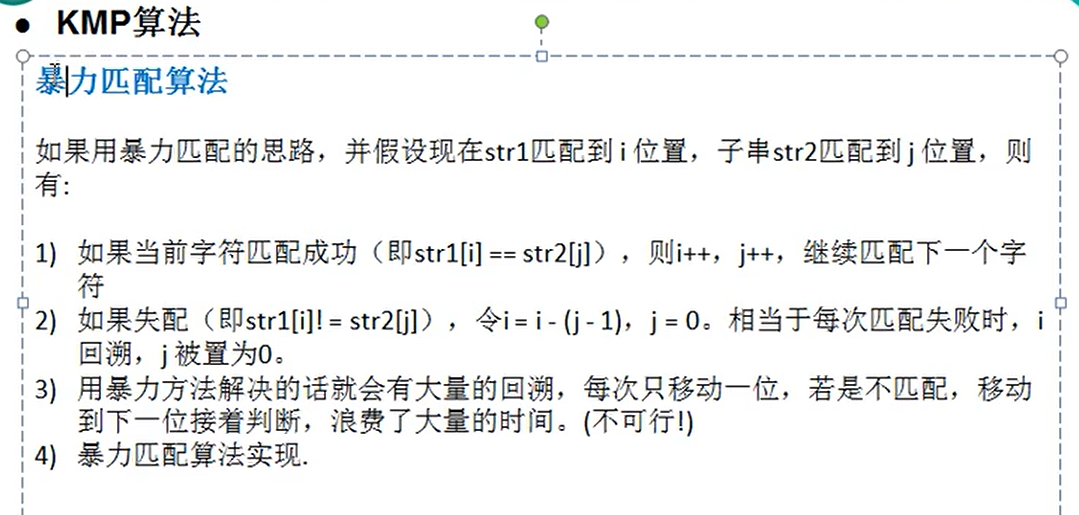 ● KMP算法
暴力匹配算法
如果用暴力匹配的思路，并假设现在str1匹配到 i 位置，子串str2匹配到 j 位置，则
有:
1) 如果当前字符匹配成功（即str1[i] == str2[j]），则i++，j++，继续匹配下一个字
符
2) 如果失配（即str1[i]! = str2[j]），令i = i - (j - 1)，j = 0。相当于每次匹配失败时，i
回溯，j 被置为0。
3) 用暴力方法解决的话就会有大量的回溯，每次只移动一位，若是不匹配，移动
到下一位接着判断，浪费了大量的时间。(不可行!)
4) 暴力匹配算法实现.